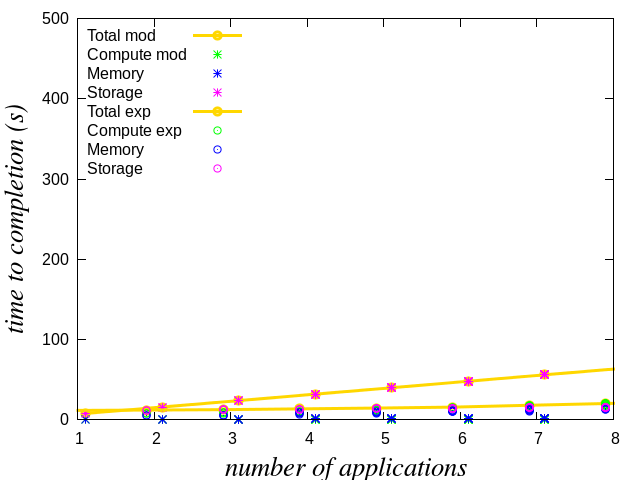 500
400
300
200
100
0
time to completion (s)
Total mod
Compute mod
Memory
Storage
Total exp
Compute exp
Memory
Storage
1 2 3 4 5 6 7 8
number of applications